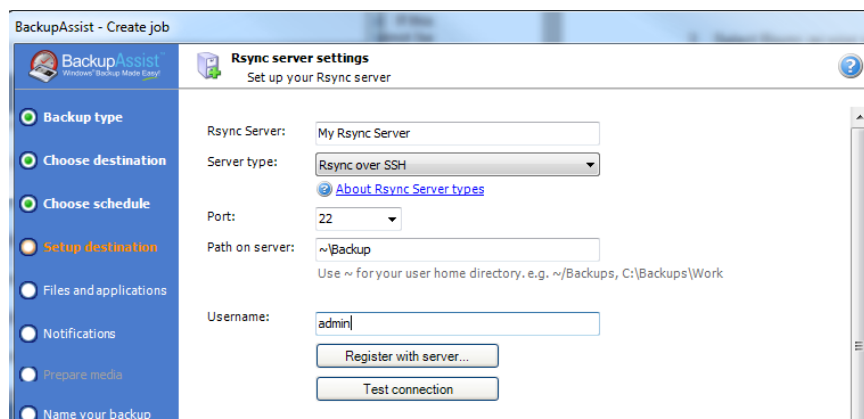 BackupAssist - Create job
BackupAssist™
Windows® Backup Made Easy!
Rsync server settings
Set up your Rsync server
Backup type
Choose destination
Choose schedule
Setup destination
Files and applications
Notifications
Prepare media
Name your backup
Rsync Server: My Rsync Server
Server type: Rsync over SSH
About Rsync Server types
Port: 22
Path on server: ~\Backup
Use ~ for your user home directory. e.g. ~/Backups, C:\Backups\Work
Username: admin
Register with server...
Test connection